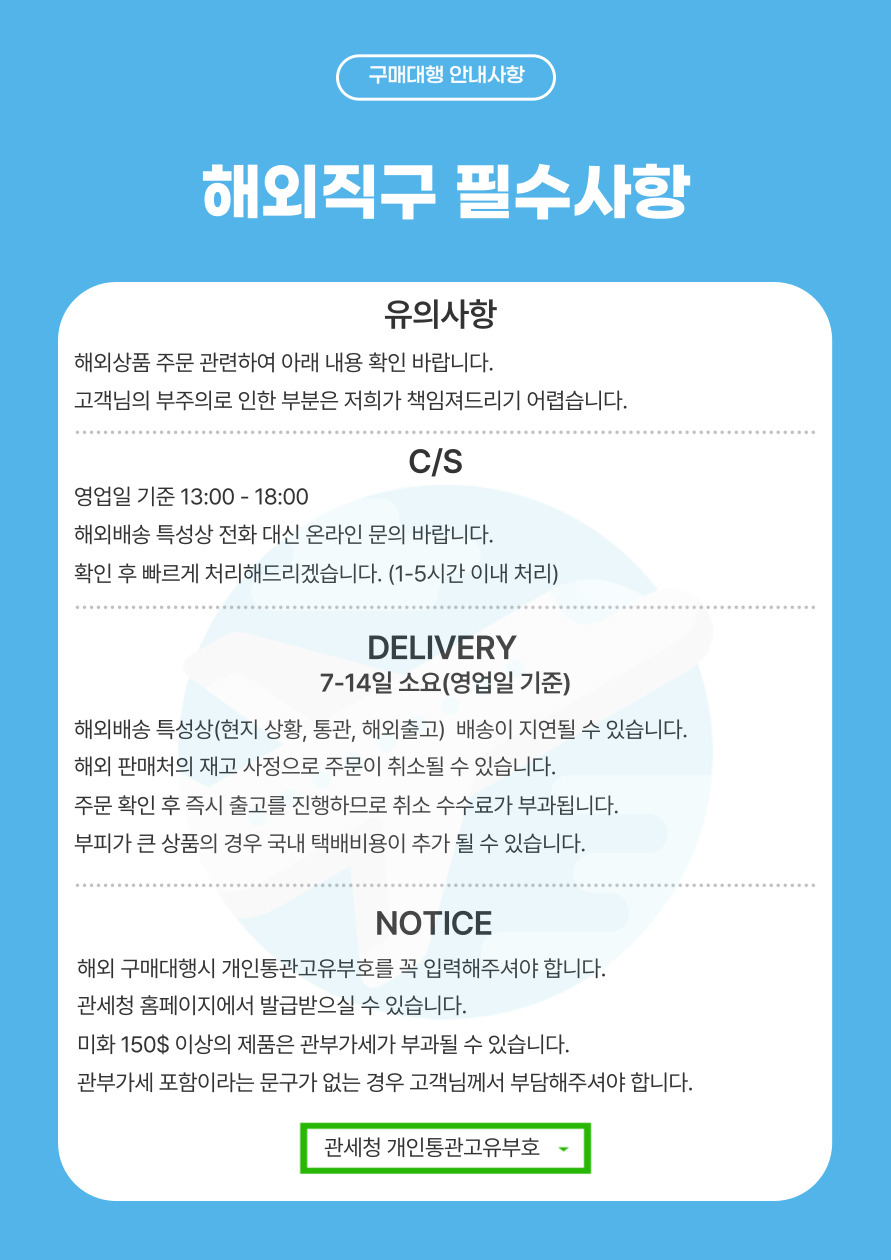 구매대행 안내사항
해외직구 필수사항
유의사항
해외상품 주문 관련하여 아래 내용 확인 바랍니다.
고객님의 부주의로 인한 부분은 저희가 책임져드리기 어렵습니다.
C/S
영업일 기준 13:00 - 18:00
해외배송 특성상 전화 대신 온라인 문의 바랍니다.
확인 후 빠르게 처리해드리겠습니다. (1-5시간 이내 처리)
DELIVERY
7-14일 소요(영업일 기준)
해외배송 특성상(현지 상황, 통관, 해외출고) 배송이 지연될 수 있습니다.
해외 판매처의 재고 사정으로 주문이 취소될 수 있습니다.
주문 확인 후 즉시 출고를 진행하므로 취소 수수료가 부과됩니다.
부피가 큰 상품의 경우 국내 택배비용이 추가 될 수 있습니다.
NOTICE
해외 구매대행시 개인통관고유부호를 꼭 입력해주셔야 합니다.
관세청 홈페이지에서 발급받으실 수 있습니다.
미화 150$ 이상의 제품은 관부가세가 부과될 수 있습니다.
관부가세 포함이라는 문구가 없는 경우 고객님께서 부담해주셔야 합니다.
관세청 개인통관고유부호